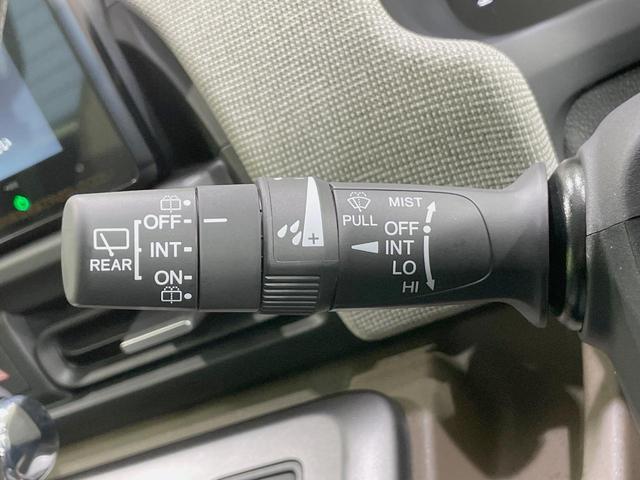 REAR
OFF
INT
ON
+
PULL
MIST
OFF
INT
LO
HI